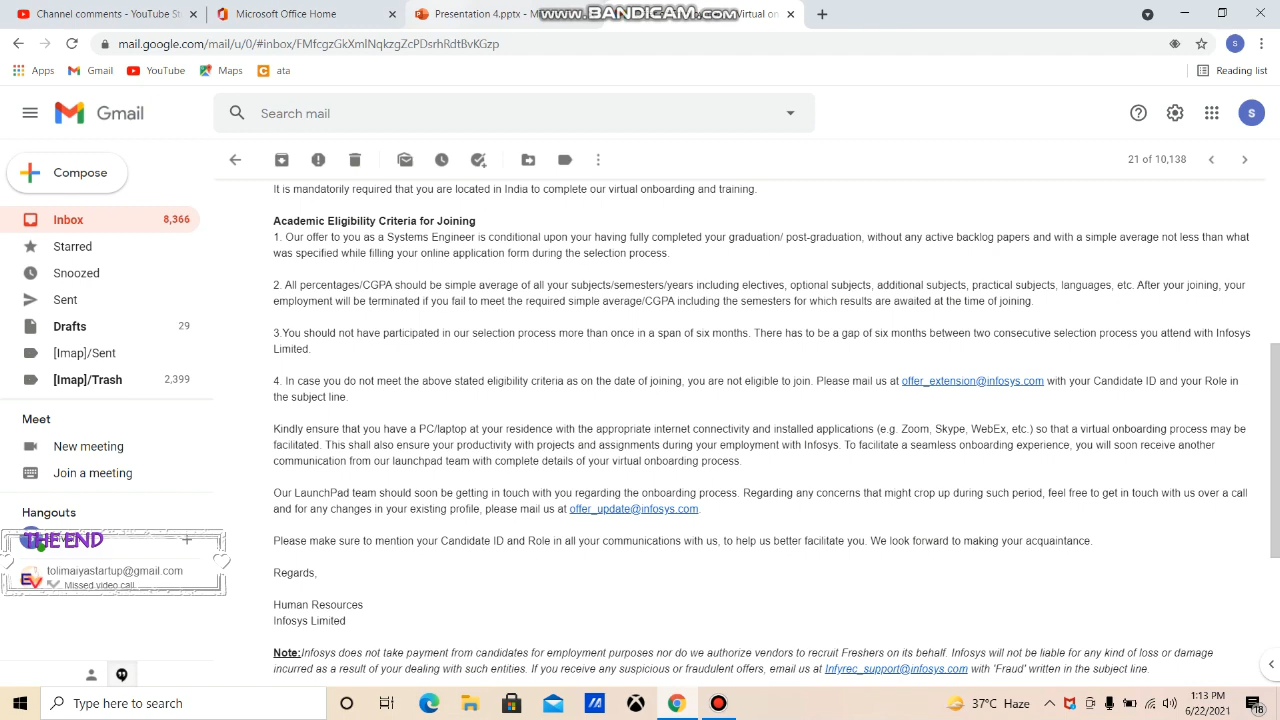 YouTube - YouTube St
Microsoft Office
Presentation 4.pptx - M
www.BANDICAM.com
Virtual on
mail.google.com/mail/u/0/#inbox/FMfcgzGkXmlNqkzgZcPDsrhRdtBvKGzp
s
Apps
Gmail
YouTube
Maps
ata
Reading list
Gmail
Search mail
s
Compose
21 of 10,138
Inbox 8,366
Starred
Snoozed
Sent
Drafts 29
[Imap]/Sent
[Imap]/Trash 2,399
Meet
New meeting
Join a meeting
Hangouts
THE END
tolimaiyastartup@gmail.com
Missed video call
It is mandatorily required that you are located in India to complete our virtual onboarding and training.
Academic Eligibility Criteria for Joining
1. Our offer to you as a Systems Engineer is conditional upon your having fully completed your graduation/ post-graduation, without any active backlog papers and with a simple average not less than what
was specified while filling your online application form during the selection process.
2. All percentages/CGPA should be simple average of all your subjects/semesters/years including electives, optional subjects, additional subjects, practical subjects, languages, etc. After your joining, your
employment will be terminated if you fail to meet the required simple average/CGPA including the semesters for which results are awaited at the time of joining.
3.You should not have participated in our selection process more than once in a span of six months. There has to be a gap of six months between two consecutive selection process you attend with Infosys
Limited.
4. In case you do not meet the above stated eligibility criteria as on the date of joining, you are not eligible to join. Please mail us at offer_extension@infosys.com with your Candidate ID and your Role in
the subject line.
Kindly ensure that you have a PC/laptop at your residence with the appropriate internet connectivity and installed applications (e.g. Zoom, Skype, WebEx, etc.) so that a virtual onboarding process may be
facilitated. This shall also ensure your productivity with projects and assignments during your employment with Infosys. To facilitate a seamless onboarding experience, you will soon receive another
communication from our launchpad team with complete details of your virtual onboarding process.
Our LaunchPad team should soon be getting in touch with you regarding the onboarding process. Regarding any concerns that might crop up during such period, feel free to get in touch with us over a call
and for any changes in your existing profile, please mail us at offer_update@infosys.com.
Please make sure to mention your Candidate ID and Role in all your communications with us, to help us better facilitate you. We look forward to making your acquaintance.
Regards,
Human Resources
Infosys Limited
Note:Infosys does not take payment from candidates for employment purposes nor do we authorize vendors to recruit Freshers on its behalf. Infosys will not be liable for any kind of loss or damage
incurred as a result of your dealing with such entities. If you receive any suspicious or fraudulent offers, email us at Infyrec_support@infosys.com with 'Fraud' written in the subject line.
Type here to search
37°C Haze
1:13 PM
6/22/2021
18